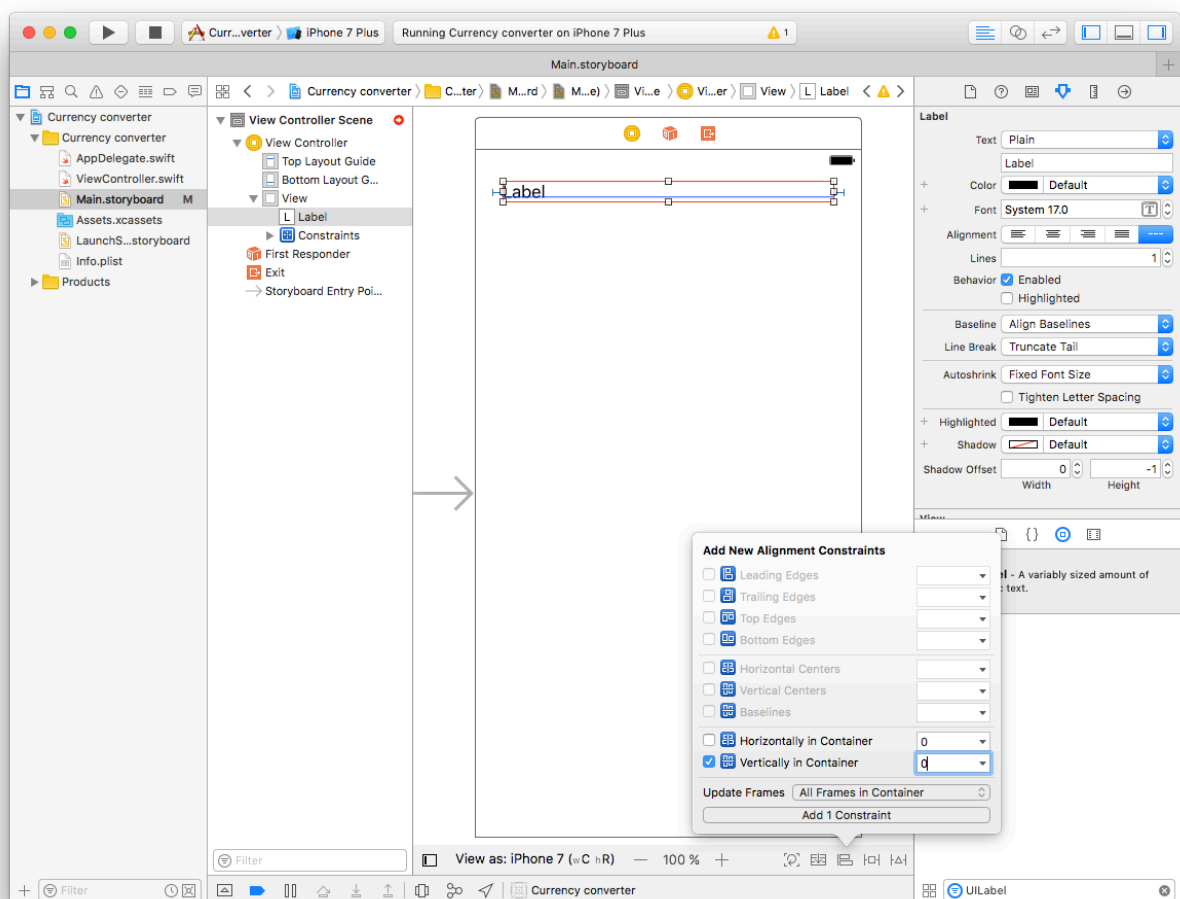 Curr...verter
iPhone 7 Plus
Running Currency converter on iPhone 7 Plus
1
Main.storyboard
Currency converter
C...ter
M...rd
M...e)
Vi...e
Vi...er
View
L Label
Currency converter
Currency converter
AppDelegate.swift
ViewController.swift
Main.storyboard M
Assets.xcassets
LaunchS...storyboard
Info.plist
Products
View Controller Scene
View Controller
Top Layout Guide
Bottom Layout G...
View
L Label
Constraints
First Responder
Exit
Storyboard Entry Poi...
Label
Label
Text Plain
Label
Color Default
Font System 17.0
Alignment
Lines 1
Behavior Enabled
Highlighted
Baseline Align Baselines
Line Break Truncate Tail
Autoshrink Fixed Font Size
Tighten Letter Spacing
Highlighted Default
Shadow Default
Shadow Offset 0 -1
Width Height
View
- A variably sized amount of
text.
Add New Alignment Constraints
Leading Edges
Trailing Edges
Top Edges
Bottom Edges
Horizontal Centers
Vertical Centers
Baselines
Horizontally in Container 0
Vertically in Container 0
Update Frames All Frames in Container
Add 1 Constraint
Filter
View as: iPhone 7 (wC hR) — 100 % +
Filter
Currency converter
UILabel